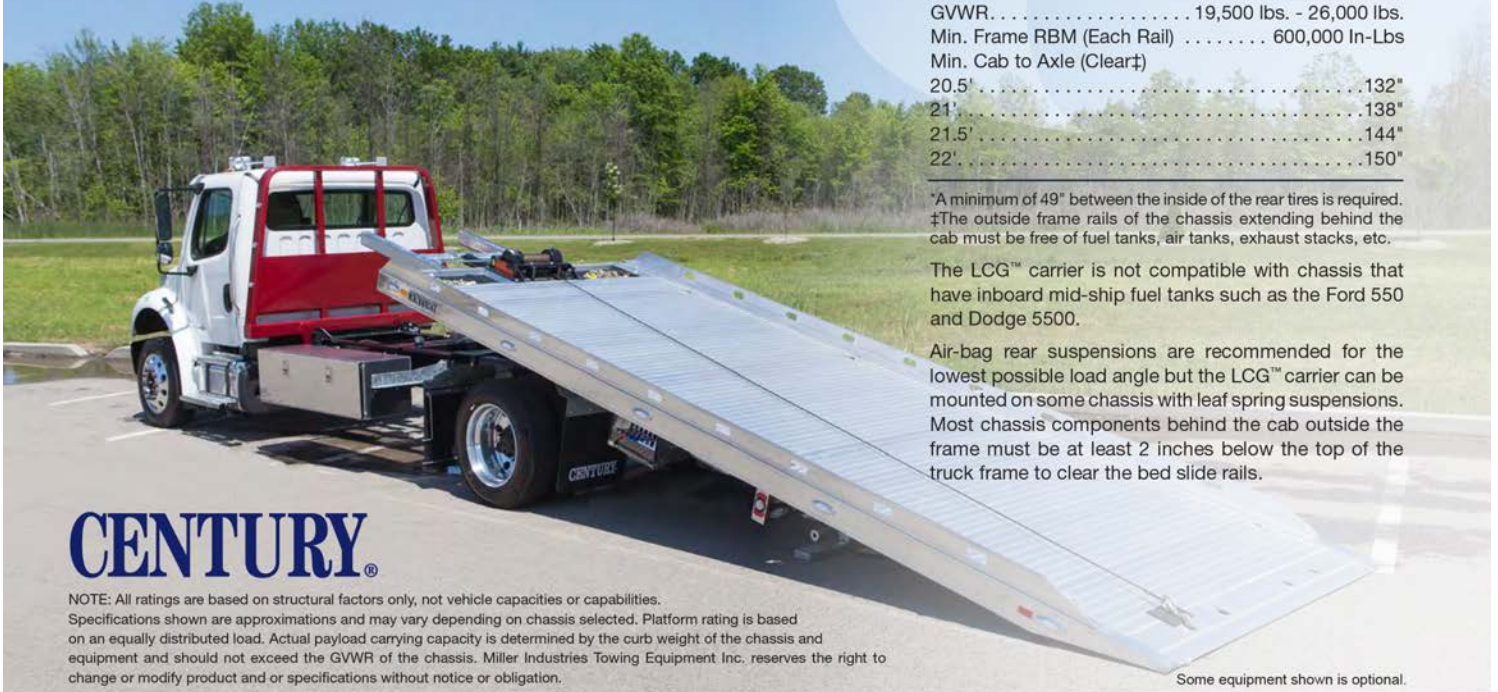 GVWR. . . . . . . . . . . . . . . . . . . 19,500 lbs. - 26,000 lbs.
Min. Frame RBM (Each Rail) . . . . . . . . 600,000 In-Lbs
Min. Cab to Axle (Clear‡)
20.5' . . . . . . . . . . . . . . . . . . . . . . . . . . . . . . . . . . . . . .132"
21'. . . . . . . . . . . . . . . . . . . . . . . . . . . . . . . . . . . . . . . .138"
21.5' . . . . . . . . . . . . . . . . . . . . . . . . . . . . . . . . . . . . . .144"
22'. . . . . . . . . . . . . . . . . . . . . . . . . . . . . . . . . . . . . . . .150"
*A minimum of 49" between the inside of the rear tires is required.
‡The outside frame rails of the chassis extending behind the
cab must be free of fuel tanks, air tanks, exhaust stacks, etc.
The LCG™ carrier is not compatible with chassis that
have inboard mid-ship fuel tanks such as the Ford 550
and Dodge 5500.
Air-bag rear suspensions are recommended for the
lowest possible load angle but the LCG™ carrier can be
mounted on some chassis with leaf spring suspensions.
Most chassis components behind the cab outside the
frame must be at least 2 inches below the top of the
truck frame to clear the bed slide rails.
CENTURY
CENTURY
CENTURY®
NOTE: All ratings are based on structural factors only, not vehicle capacities or capabilities.
Specifications shown are approximations and may vary depending on chassis selected. Platform rating is based
on an equally distributed load. Actual payload carrying capacity is determined by the curb weight of the chassis and
equipment and should not exceed the GVWR of the chassis. Miller Industries Towing Equipment Inc. reserves the right to
change or modify product and or specifications without notice or obligation.
Some equipment shown is optional.